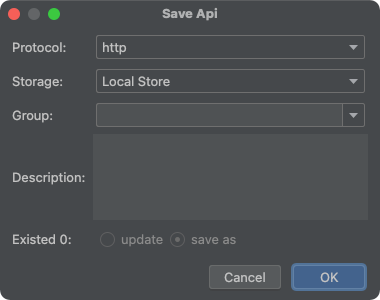 Save Api
Protocol: http
Storage: Local Store
Group:
Description:
Existed 0: update save as
Cancel OK